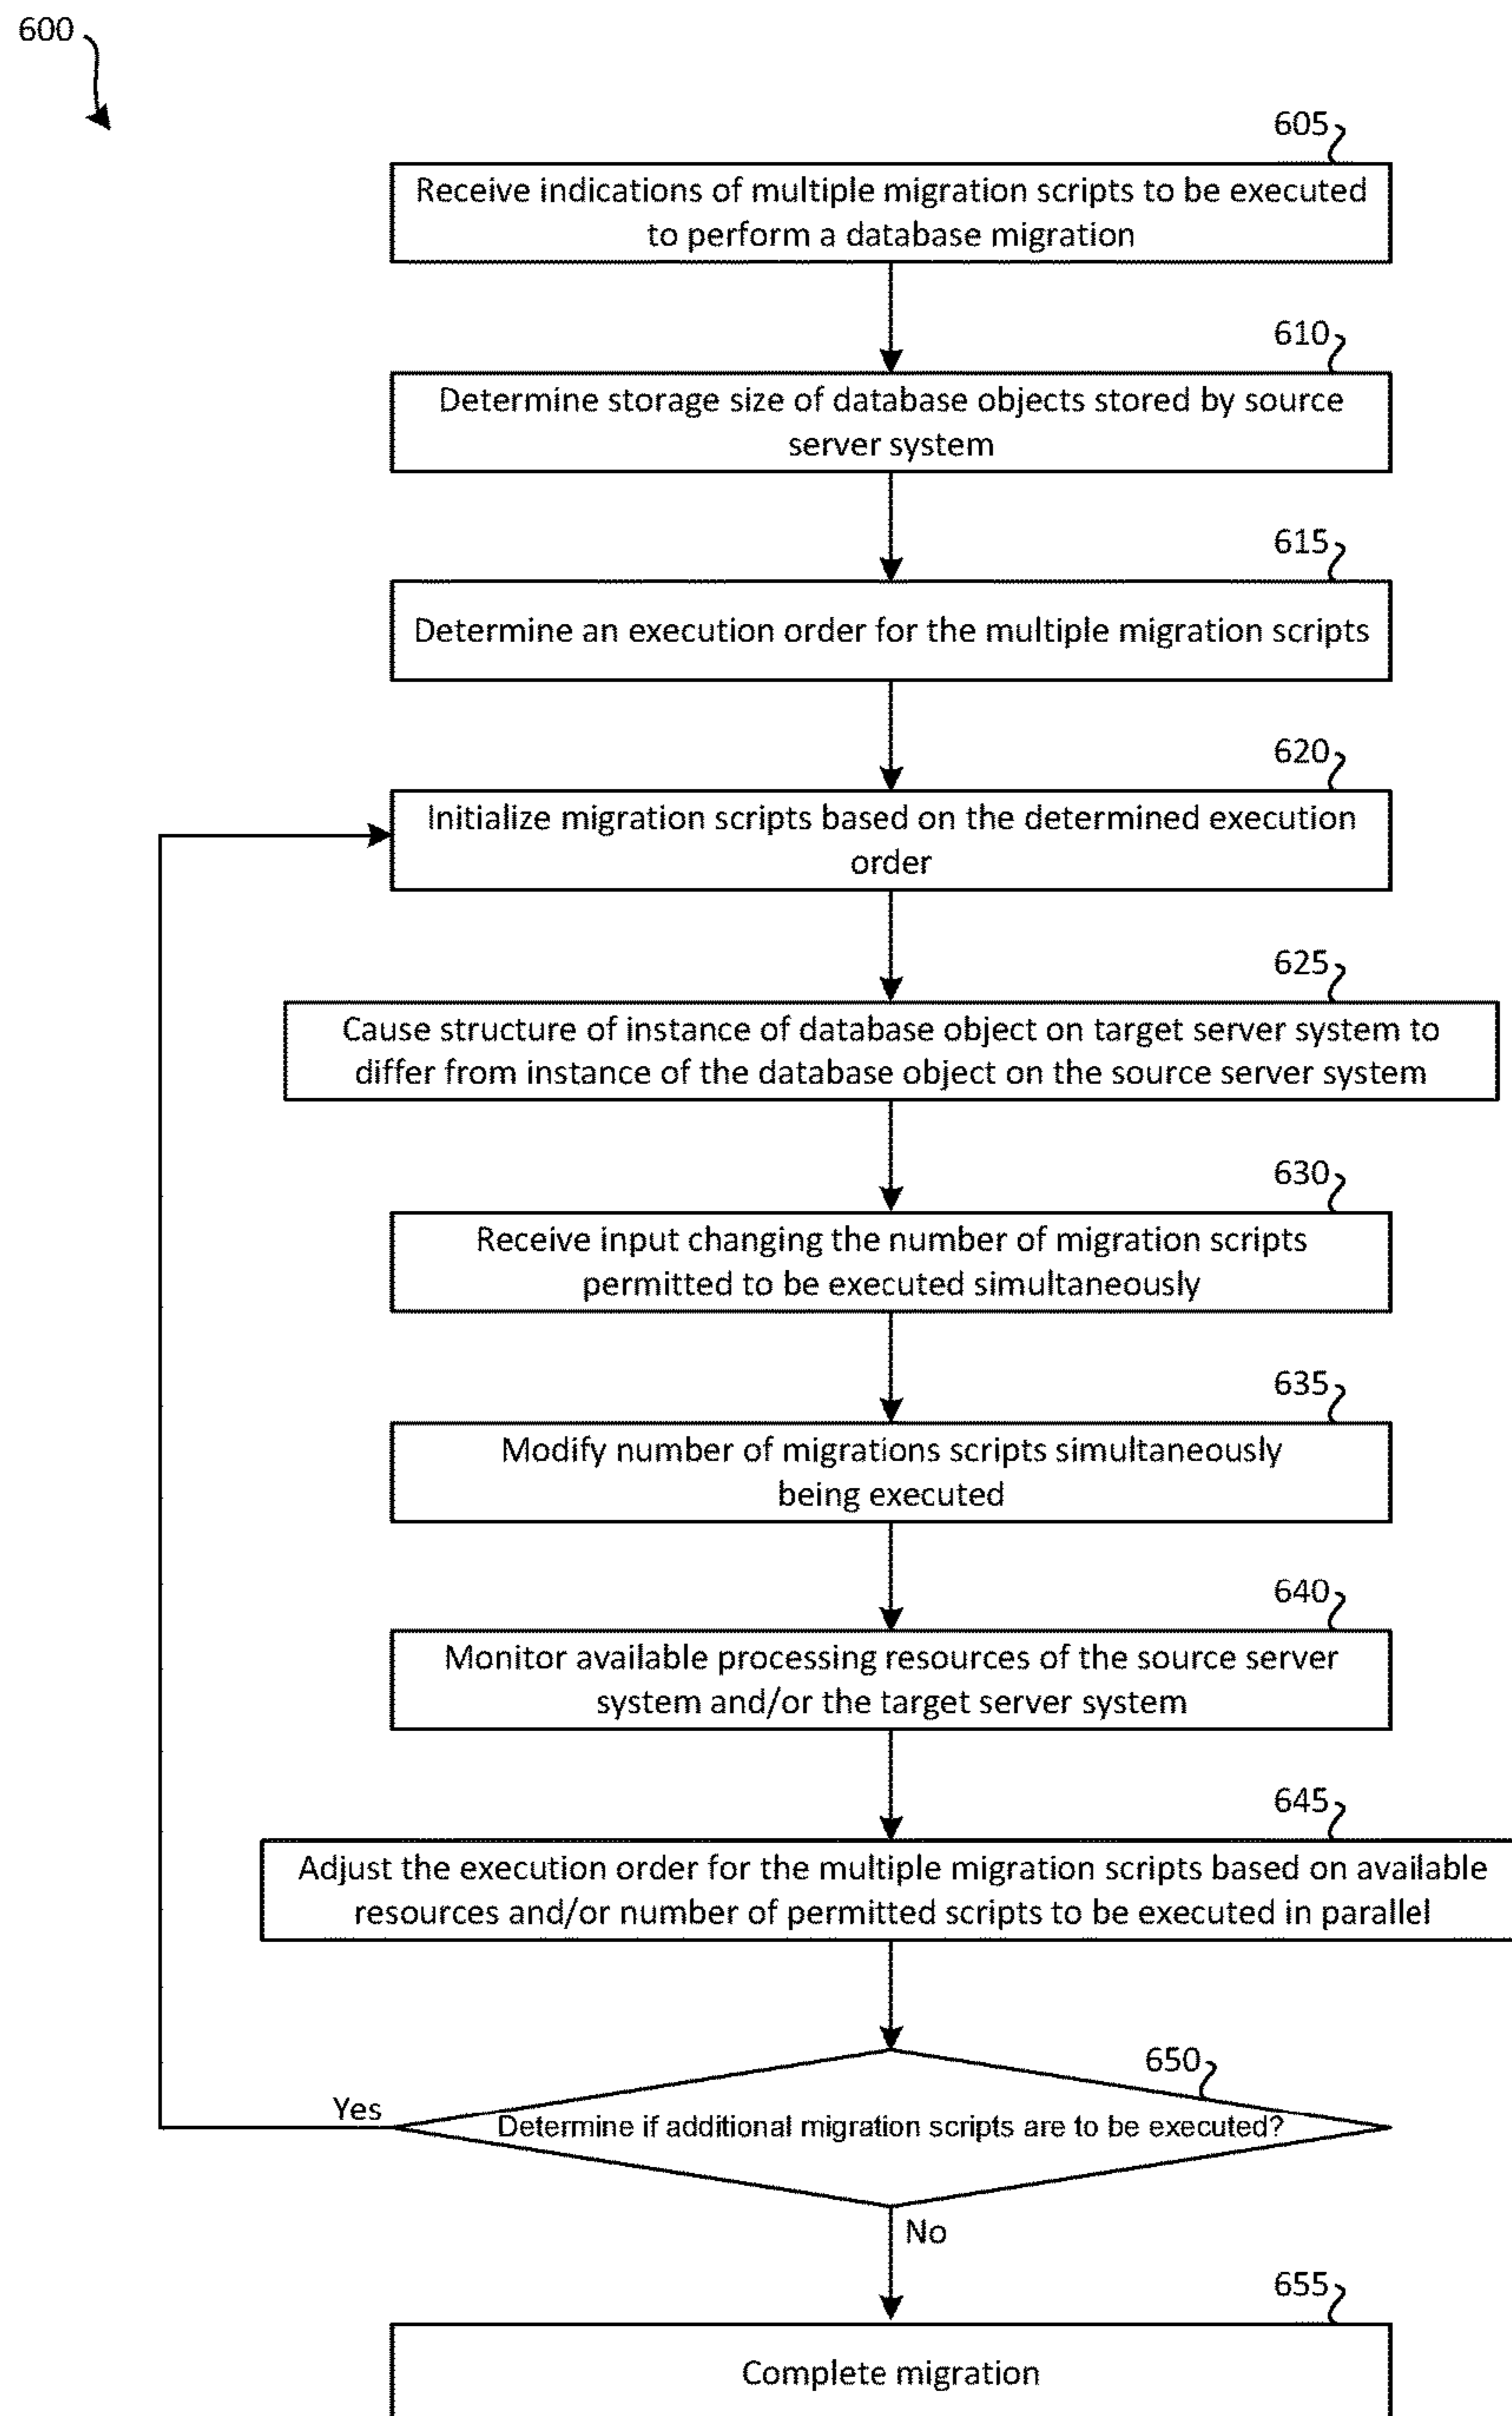 600
605
Receive indications of multiple migration scripts to be executed
to perform a database migration
610
Determine storage size of database objects stored by source
server system
615
Determine an execution order for the multiple migration scripts
620
Initialize migration scripts based on the determined execution
order
625
Cause structure of instance of database object on target server system to
differ from instance of the database object on the source server system
630
Receive input changing the number of migration scripts
permitted to be executed simultaneously
635
Modify number of migrations scripts simultaneously
being executed
640
Monitor available processing resources of the source server
system and/or the target server system
645
Adjust the execution order for the multiple migration scripts based on available
resources and/or number of permitted scripts to be executed in parallel
650
Yes
Determine if additional migration scripts are to be executed?
No
655
Complete migration